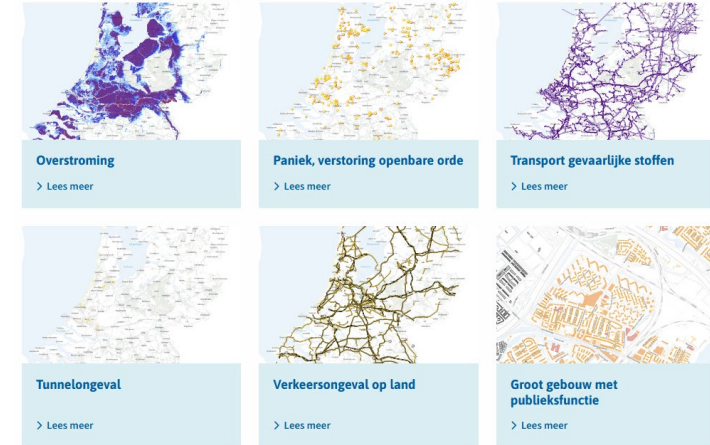 Overstroming
Lees meer
Paniek, verstoring openbare orde
Lees meer
Transport gevaarlijke stoffen
Lees meer
Tunnelongeval
Lees meer
Verkeersongeval op land
Lees meer
Groot gebouw met
publieksfunctie
Lees meer